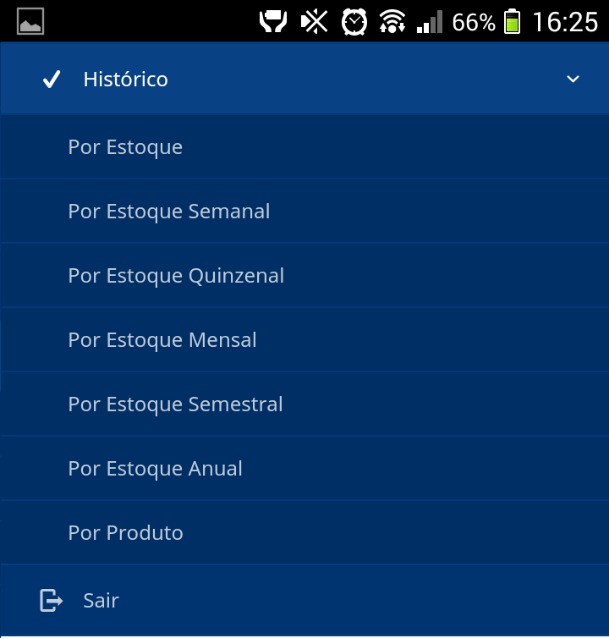 66% 16:25
Histórico
Por Estoque
Por Estoque Semanal
Por Estoque Quinzenal
Por Estoque Mensal
Por Estoque Semestral
Por Estoque Anual
Por Produto
Sair